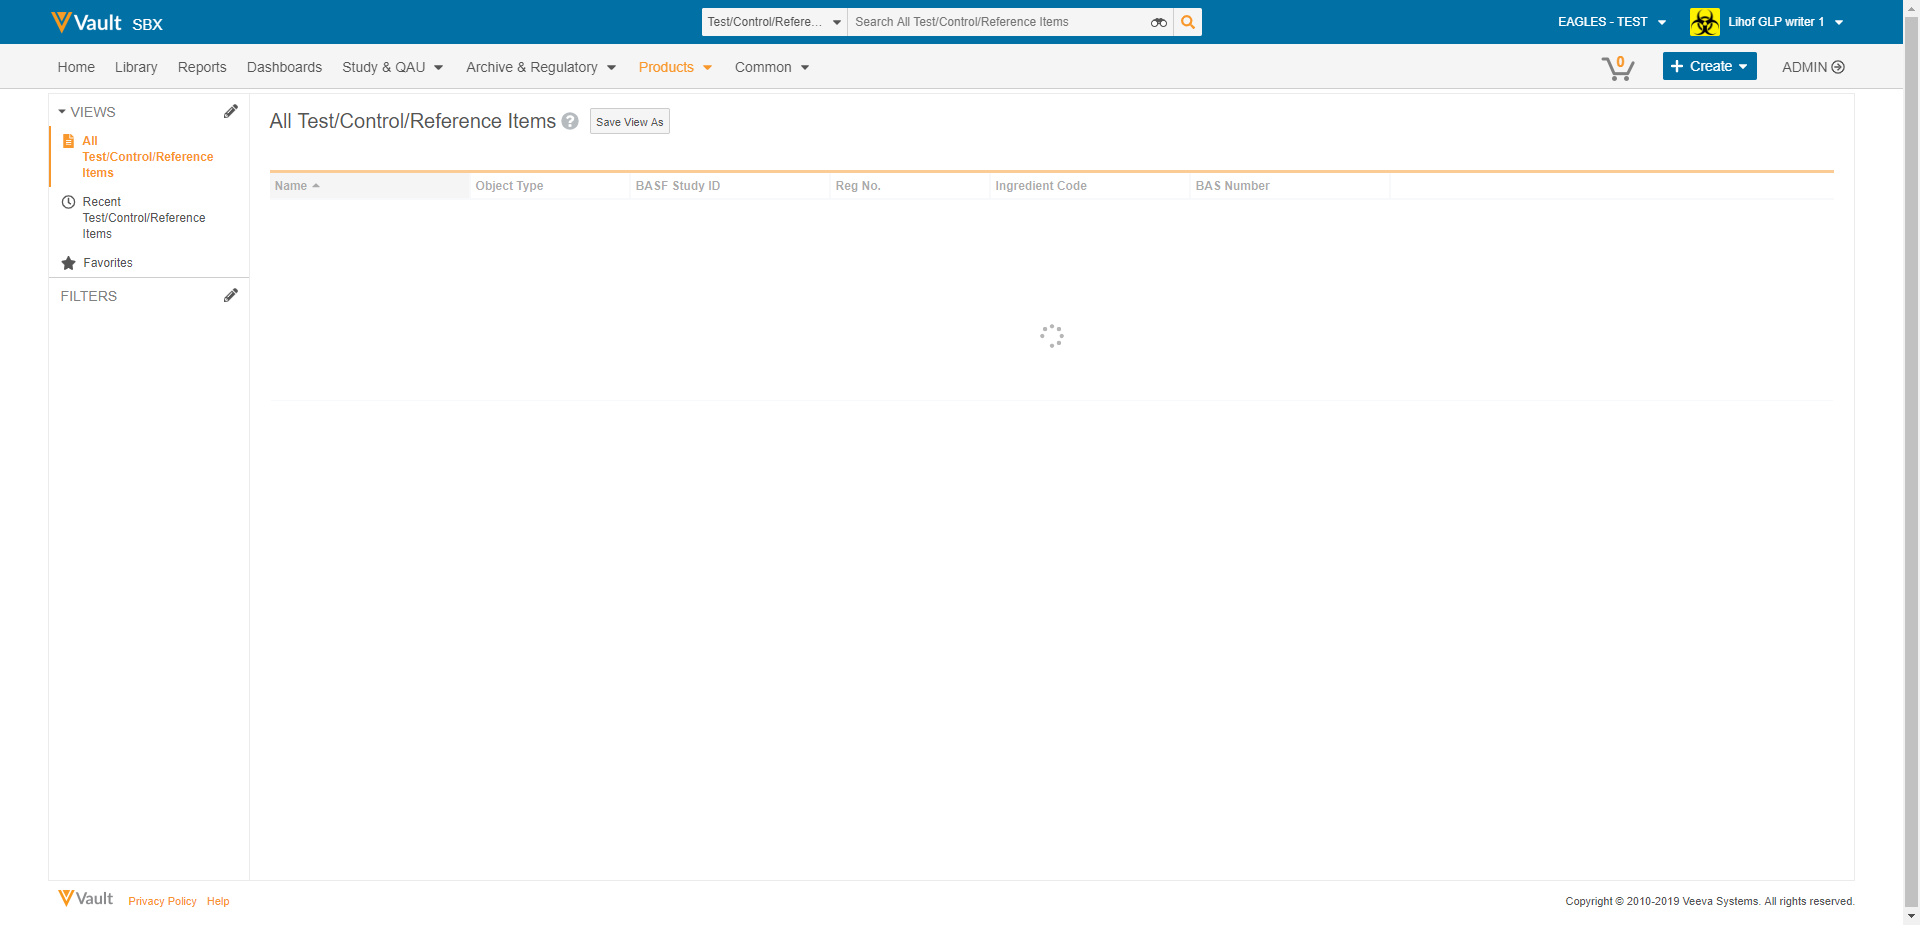 Vault SBX
Test/Control/Refere...
Search All Test/Control/Reference Items
EAGLES - TEST
Lihof GLP writer 1
Home
Library
Reports
Dashboards
Study & QAU
Archive & Regulatory
Products
Common
0
Create
ADMIN
VIEWS
All
Test/Control/Reference
Items
Recent
Test/Control/Reference
Items
Favorites
FILTERS
All Test/Control/Reference Items
?
Save View As
Name
Object Type
BASF Study ID
Reg No.
Ingredient Code
BAS Number
Vault
Privacy Policy
Help
Copyright © 2010-2019 Veeva Systems. All rights reserved.